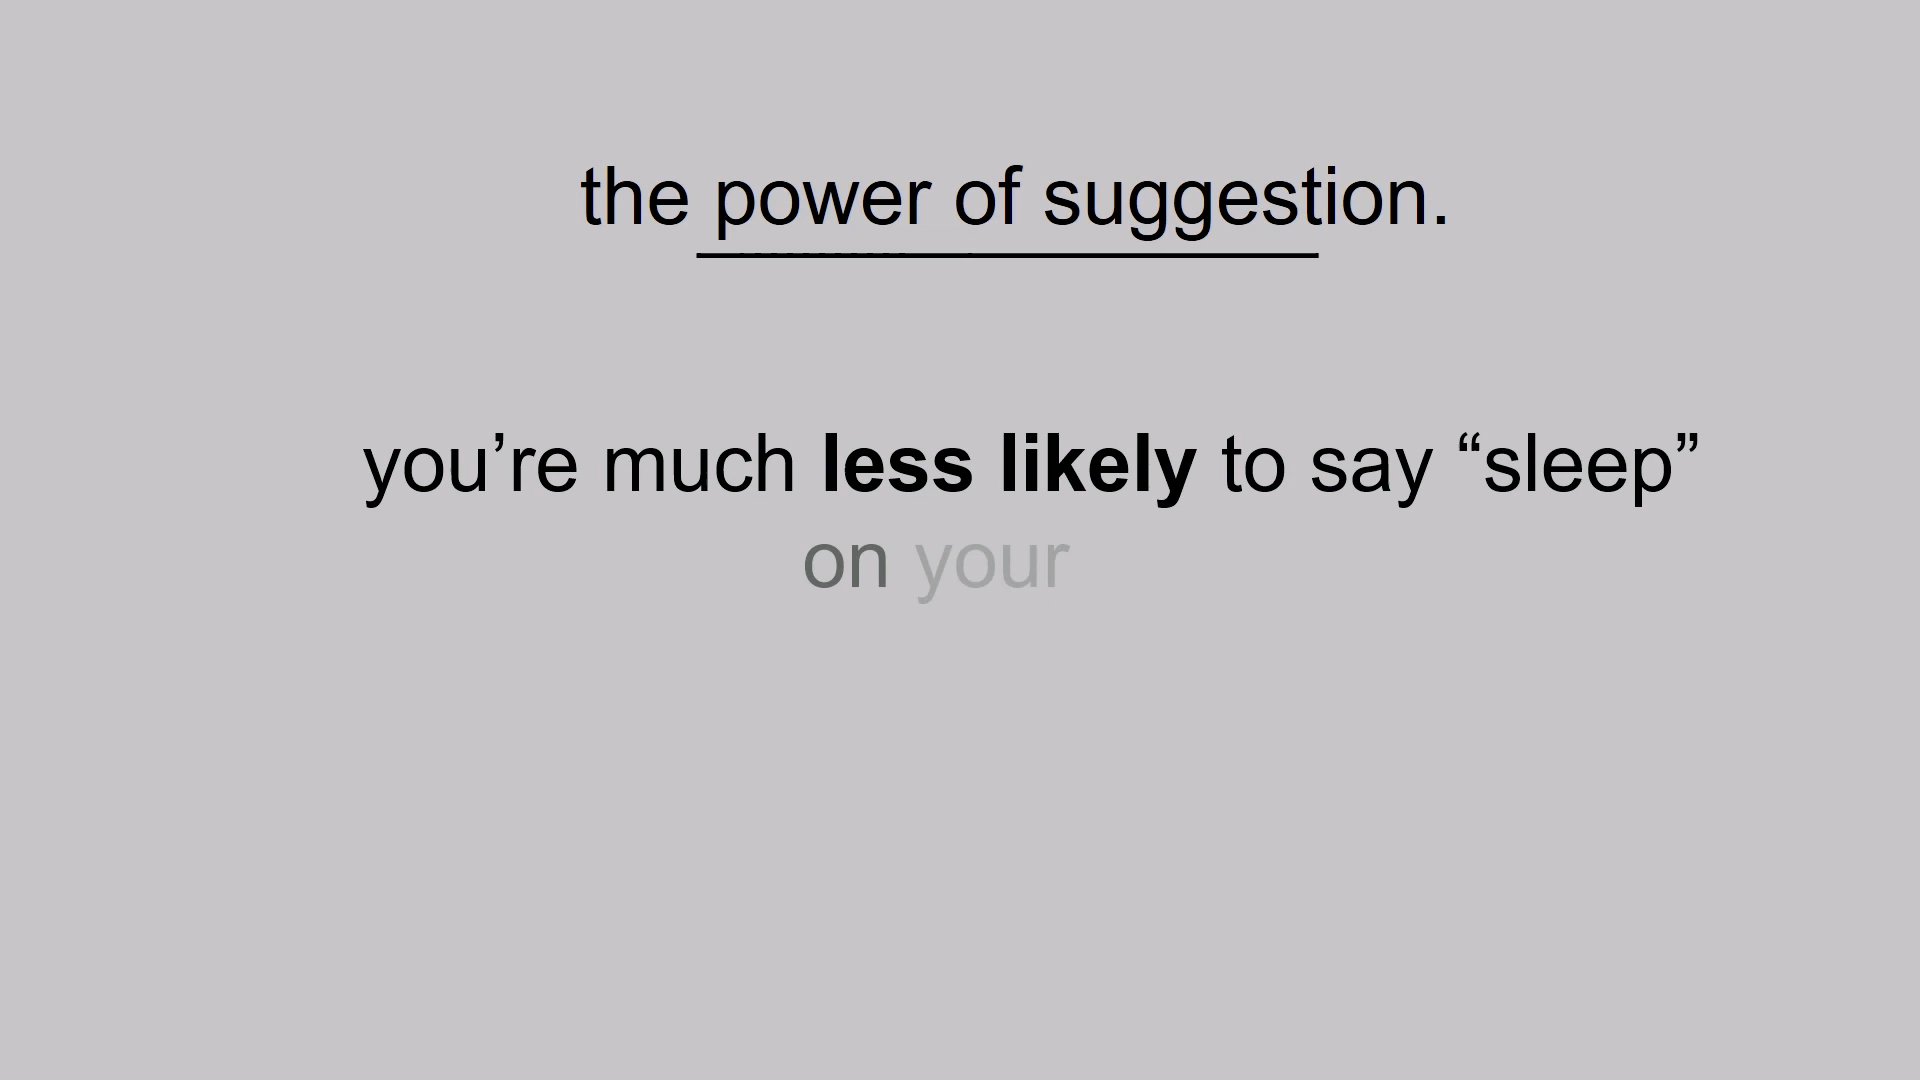 the power of suggestion.
you’re much less likely to say “sleep”
on your